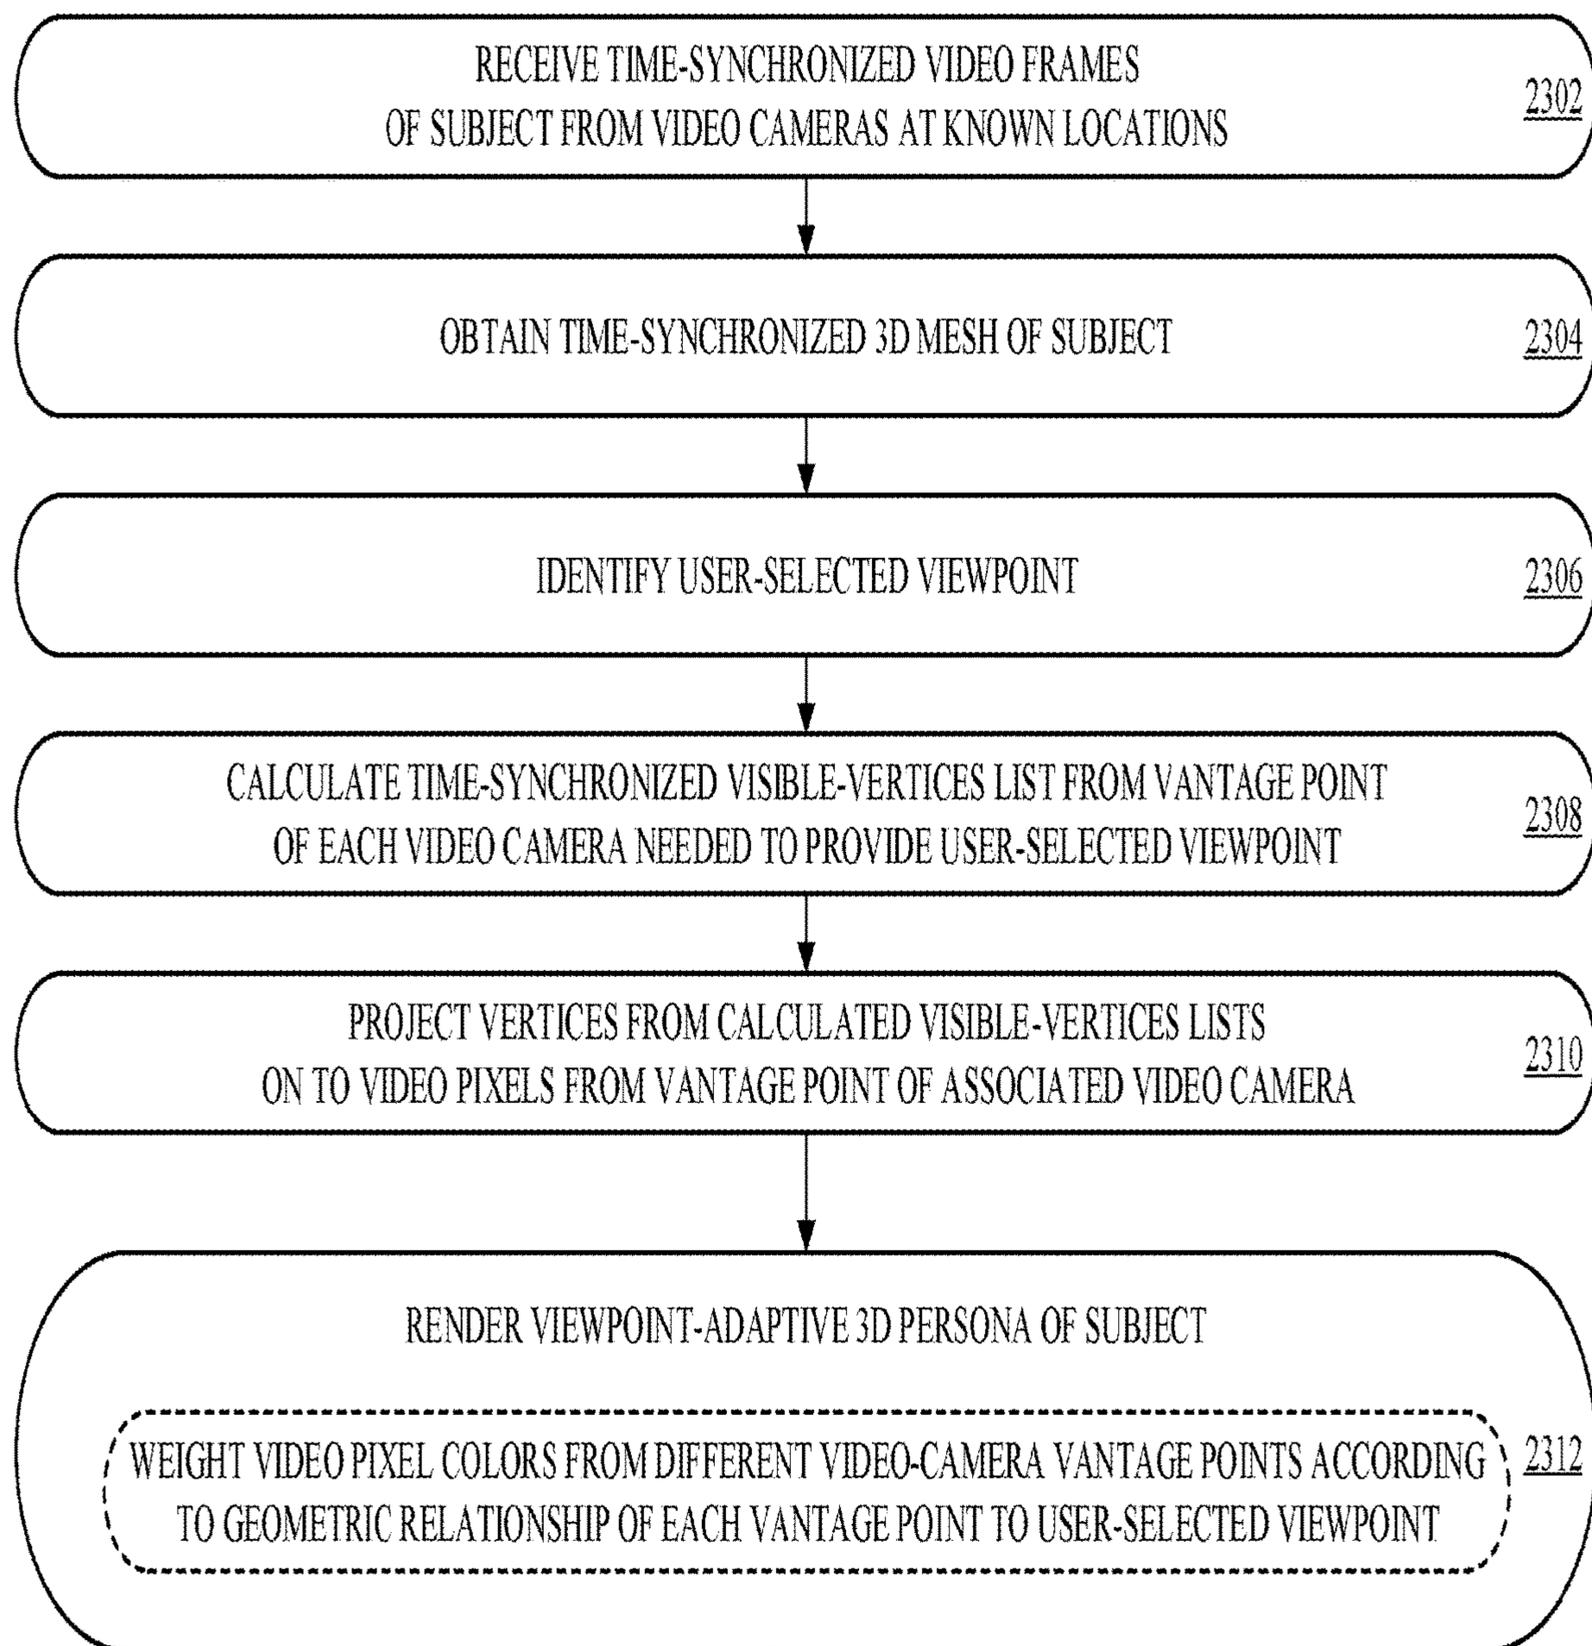 RECEIVE TIME-SYNCHRONIZED VIDEO FRAMES
OF SUBJECT FROM VIDEO CAMERAS AT KNOWN LOCATIONS
2302
OBTAIN TIME-SYNCHRONIZED 3D MESH OF SUBJECT
2304
IDENTIFY USER-SELECTED VIEWPOINT
2306
CALCULATE TIME-SYNCHRONIZED VISIBLE-VERTICES LIST FROM VANTAGE POINT
OF EACH VIDEO CAMERA NEEDED TO PROVIDE USER-SELECTED VIEWPOINT
2308
PROJECT VERTICES FROM CALCULATED VISIBLE-VERTICES LISTS
ON TO VIDEO PIXELS FROM VANTAGE POINT OF ASSOCIATED VIDEO CAMERA
2310
RENDER VIEWPOINT-ADAPTIVE 3D PERSONA OF SUBJECT
WEIGHT VIDEO PIXEL COLORS FROM DIFFERENT VIDEO-CAMERA VANTAGE POINTS ACCORDING
TO GEOMETRIC RELATIONSHIP OF EACH VANTAGE POINT TO USER-SELECTED VIEWPOINT
2312